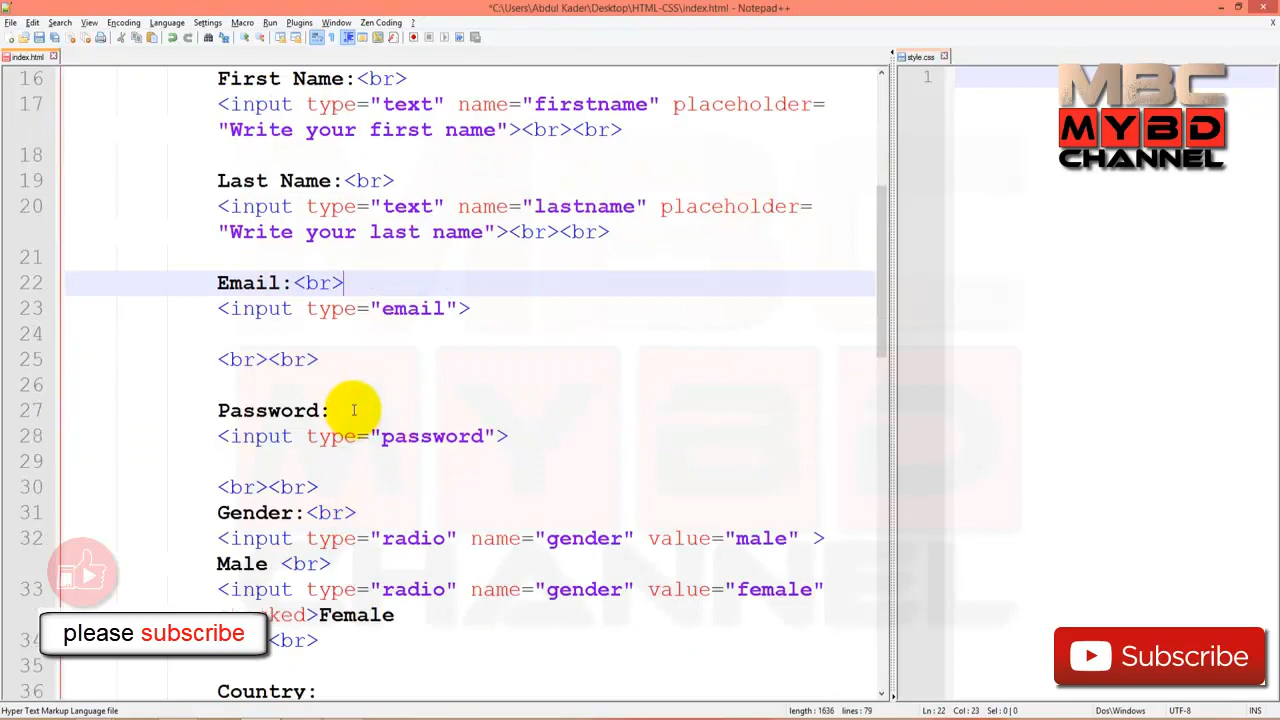 *C:\Users\Abdul Kader\Desktop\HTML-CSS\index.html - Notepad++
File Edit Search View Encoding Language Settings Macro Run Plugins Window Zen Coding ?
index.html
style.css
16 First Name:<br>
17 <input type="text" name="firstname" placeholder=
"Write your first name"><br><br>
18
19 Last Name:<br>
20 <input type="text" name="lastname" placeholder=
"Write your last name"><br><br>
21
22 Email:<br>
23 <input type="email">
24
25 <br><br>
26
27 Password:
28 <input type="password">
29
30 <br><br>
31 Gender:<br>
32 <input type="radio" name="gender" value="male" >
Male <br>
33 <input type="radio" name="gender" value="female"
ked>Female
34 <br>
35
36 Country:
1
MBC
MYBD
CHANNEL
please subscribe
Subscribe
Hyper Text Markup Language file
length : 1636 lines : 79
Ln : 22 Col : 23 Sel : 0 | 0
Dos\Windows
UTF-8
INS